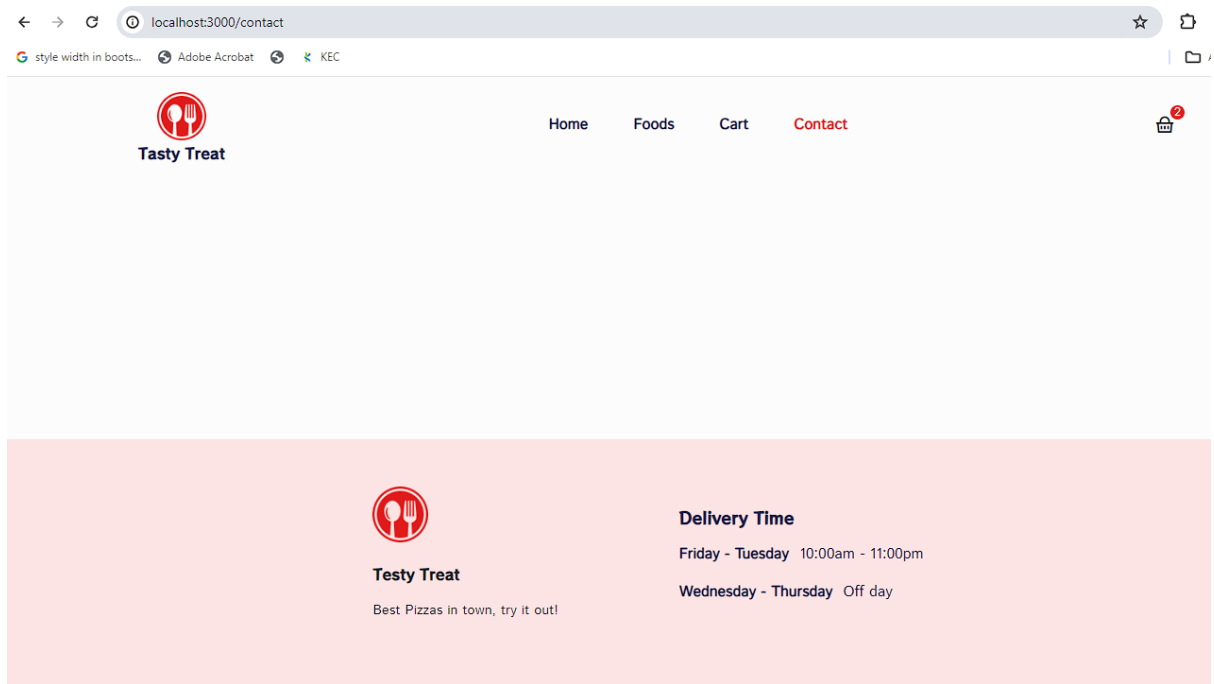 localhost:3000/contact
style width in boots... Adobe Acrobat KEC
Home Foods Cart Contact 2
Tasty Treat
Delivery Time
Friday - Tuesday 10:00am - 11:00pm
Testy Treat
Wednesday - Thursday Off day
Best Pizzas in town, try it out!